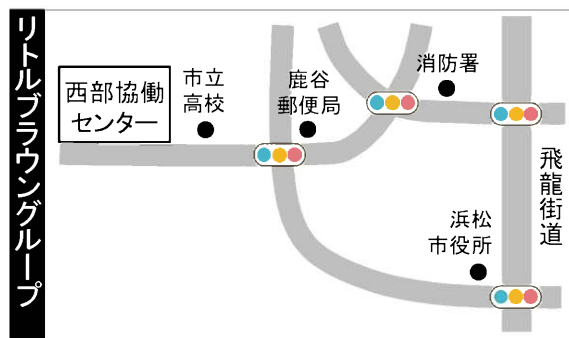 リトルブラウングループ
西部協働
センター
市立
高校
鹿谷
郵便局
消防署
飛龍街道
浜松
市役所